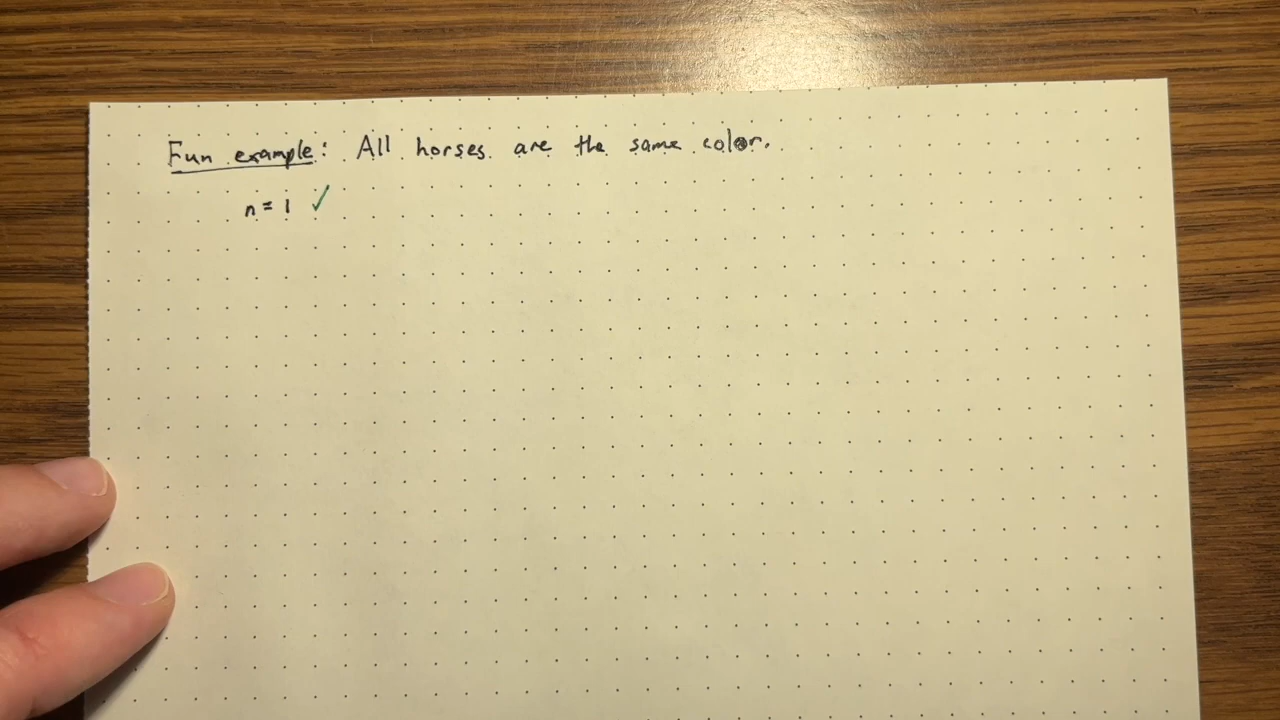 Fun example: All horses are the same color.
n = 1 ✓